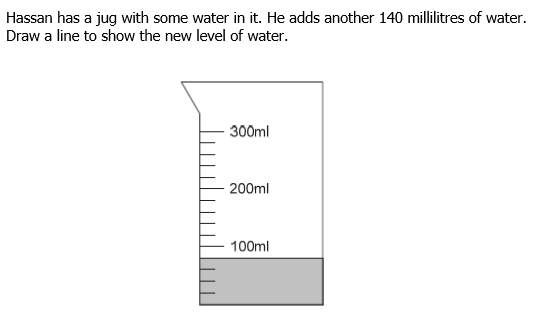 Hassan has a jug with some water in it. He adds another 140 millilitres of water.
Draw a line to show the new level of water.
300ml
200ml
100ml